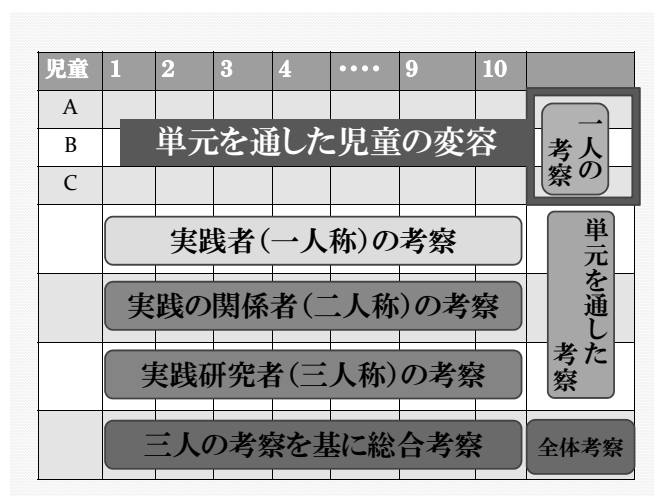 児童 1 2 3 4 ‥‥ 9 10
A
B
C
単元を通した児童の変容
一人の
考察
実践者(一人称)の考察
実践の関係者(二人称)の考察
実践研究者(三人称)の考察
単元を通した
考察
三人の考察を基に総合考察
全体考察